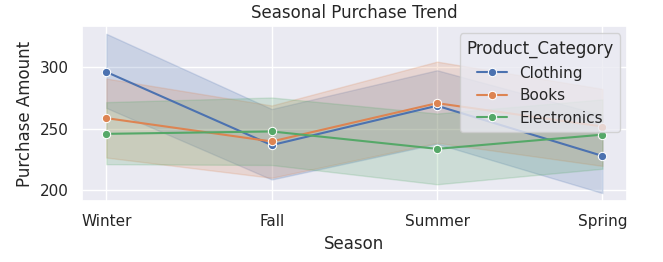 Seasonal Purchase Trend
Product_Category
Clothing
Books
Electronics
Purchase Amount
300
250
200
Winter Fall Summer Spring
Season